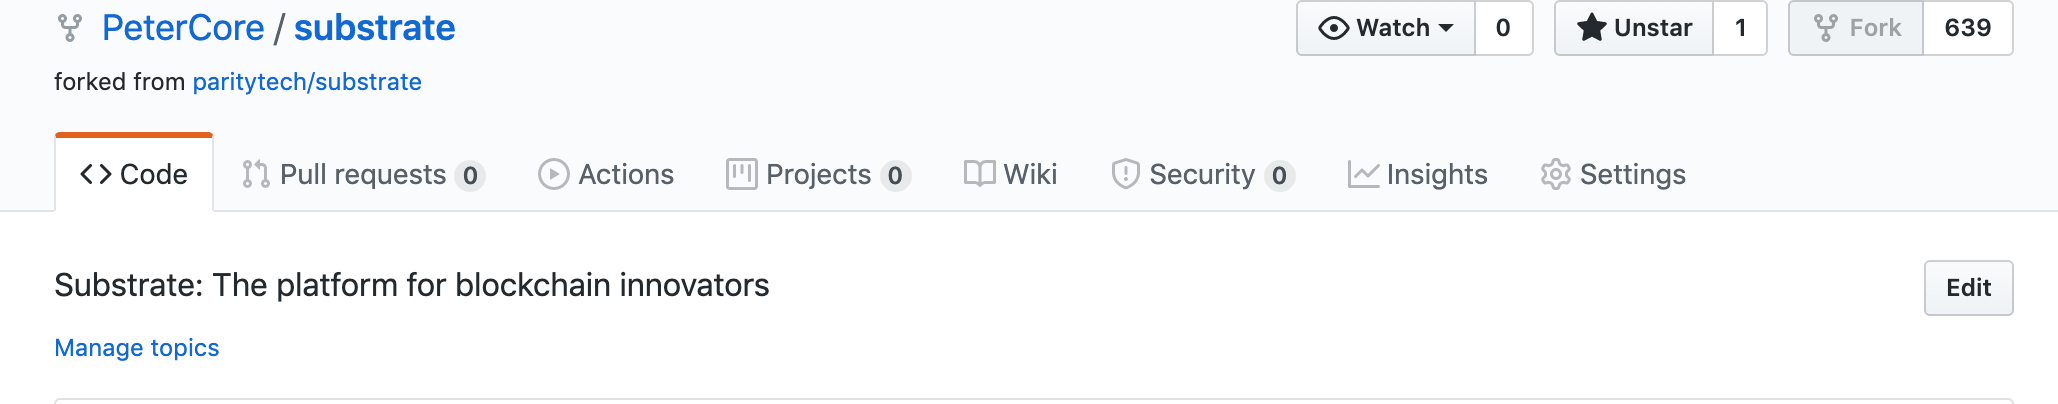 PeterCore / substrate
Watch 0 Unstar 1 Fork 639
forked from paritytech/substrate
Code Pull requests 0 Actions Projects 0 Wiki Security 0 Insights Settings
Substrate: The platform for blockchain innovators
Edit
Manage topics